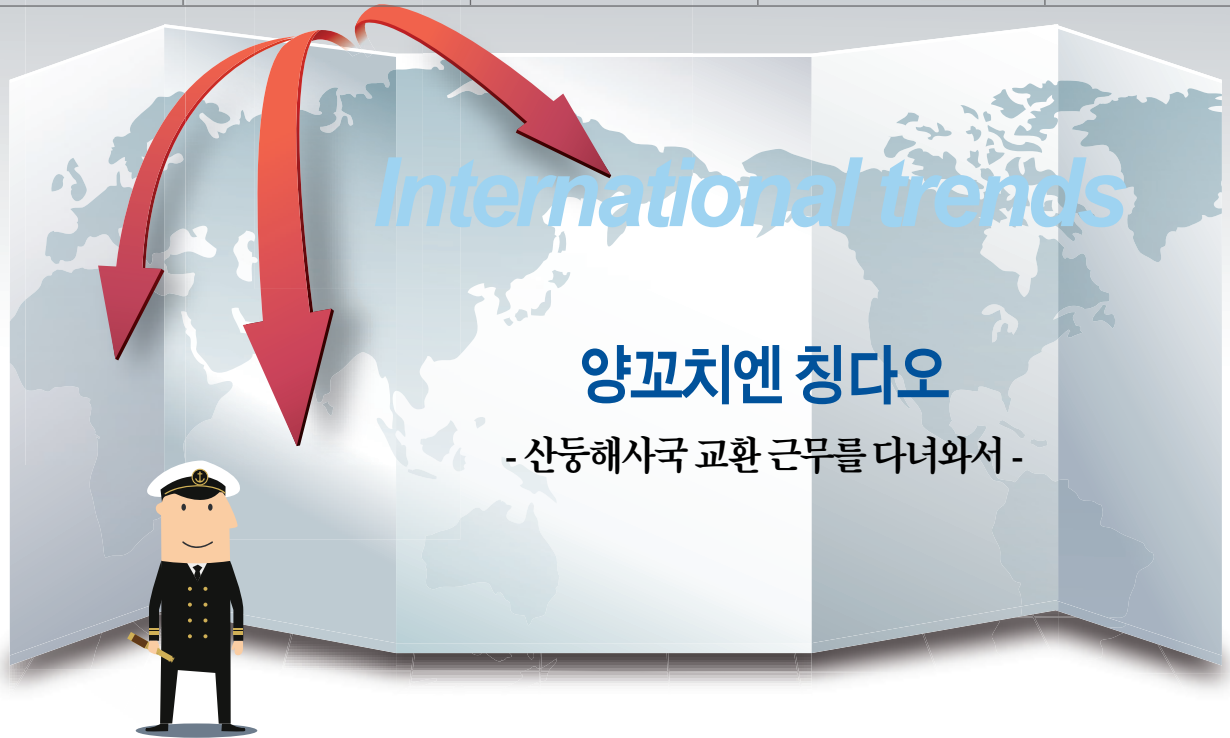 International trends
양꼬치엔 칭다오
- 산둥해사국 교환 근무를 다녀와서 -